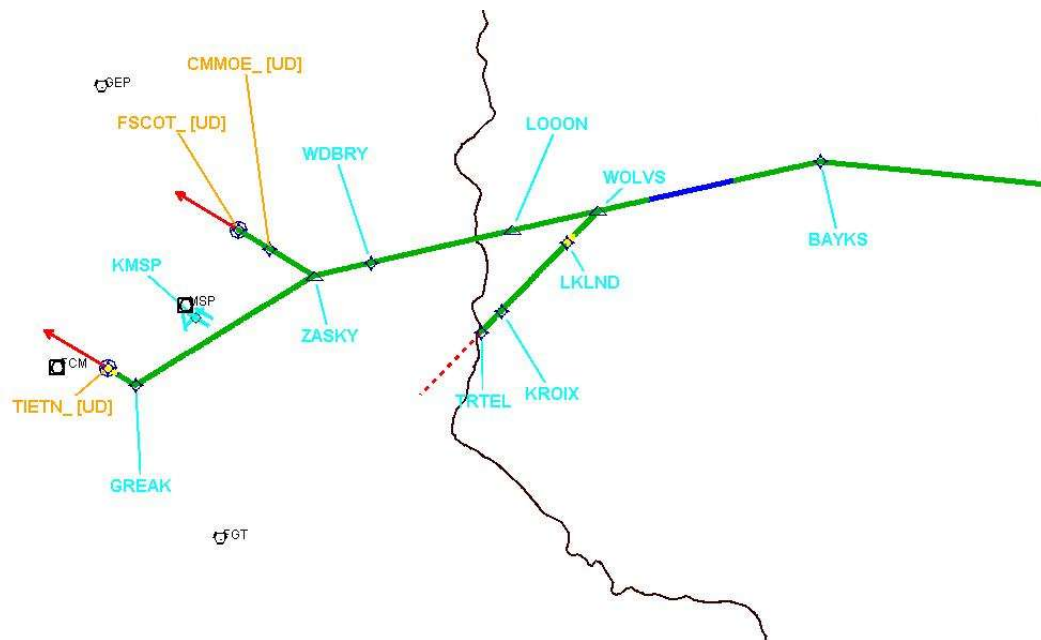 CMMOE_ [UD]
GEP
FSCOT_ [UD]
LOOON
WDBRY
WOLVS
BAYKS
KMSP
LKLND
MSP
ZASKY
FCM
KROIX
TRTEL
TIETN_ [UD]
GREAK
FGT